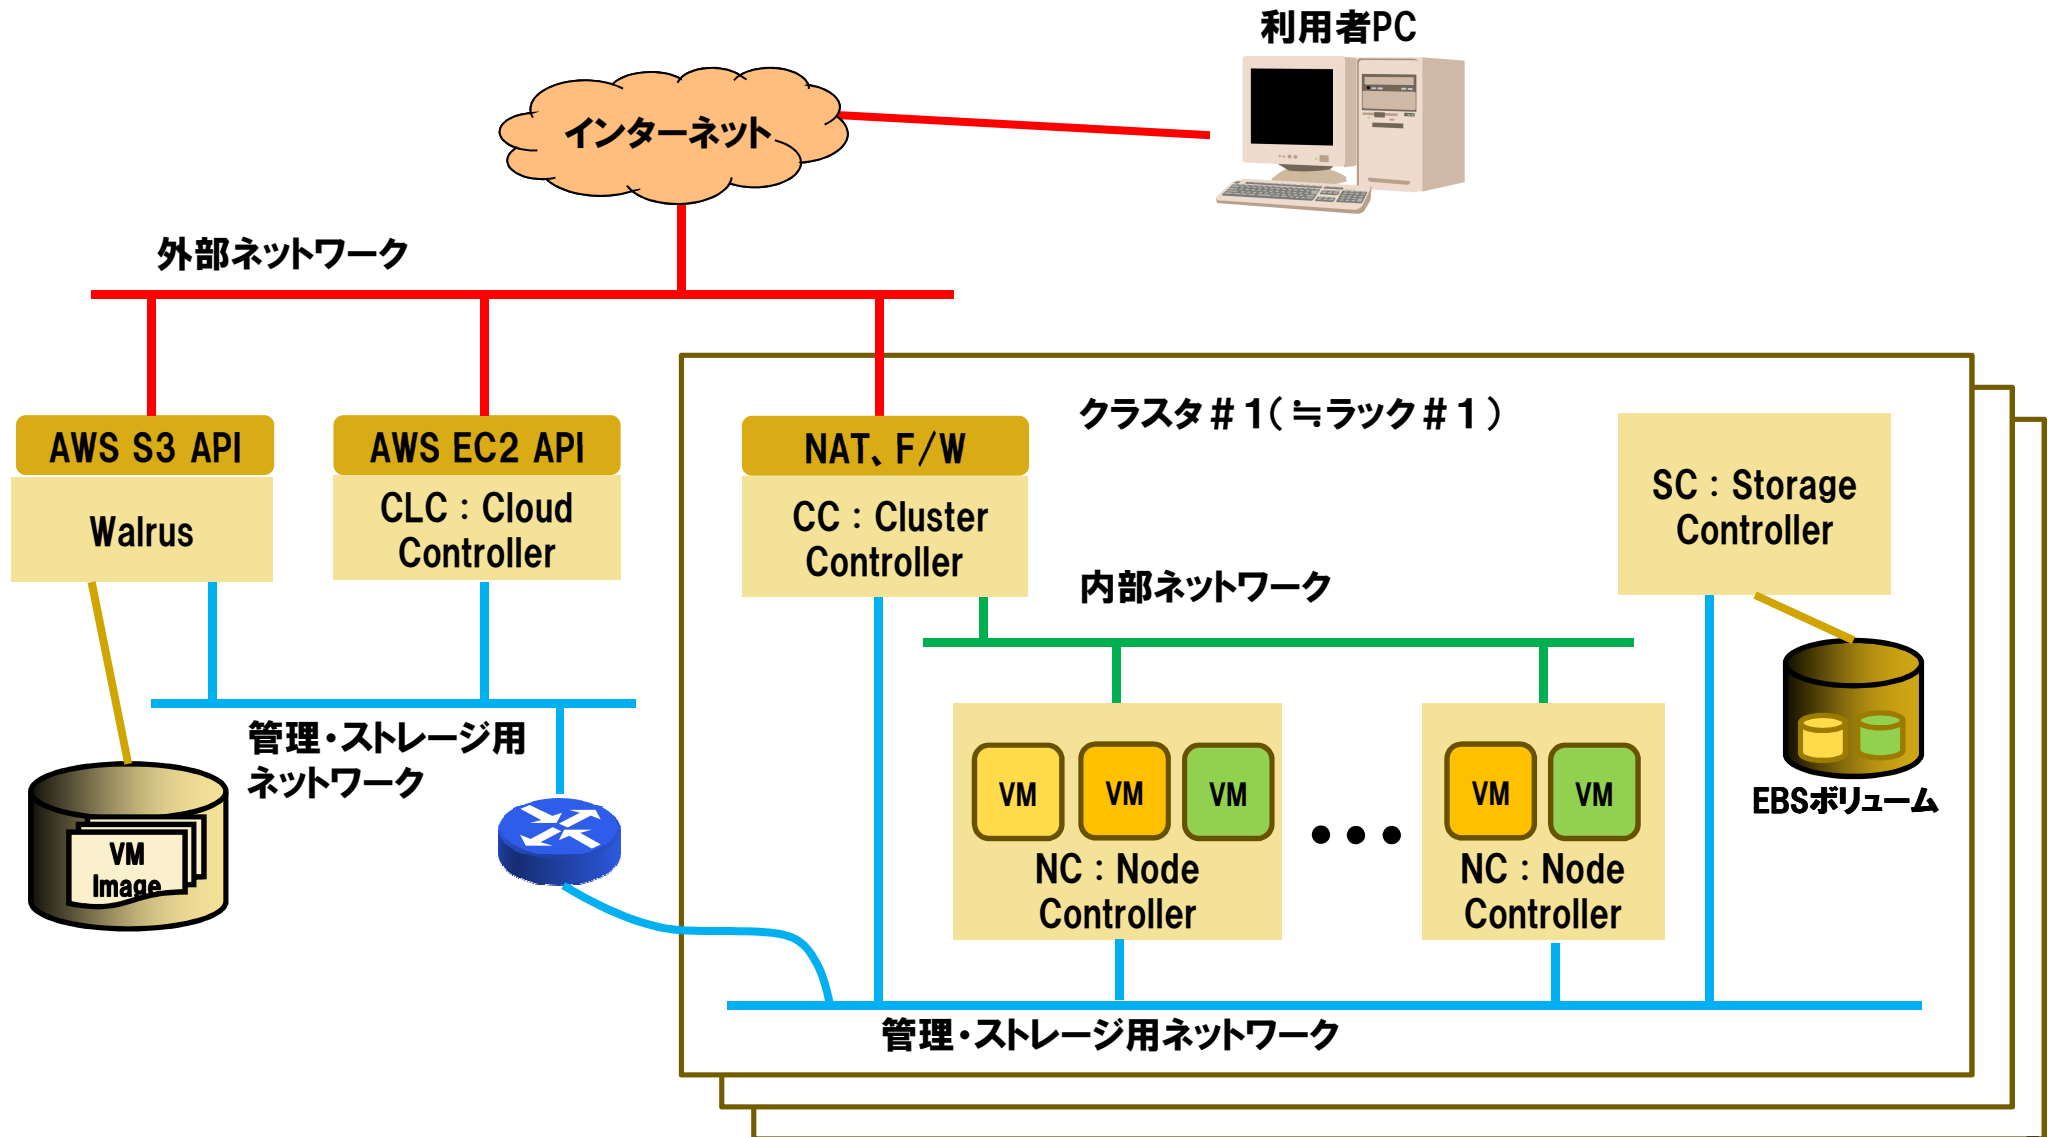 利用者PC
インターネット
外部ネットワーク
クラスタ＃１(≒ラック＃１)
AWS S3 API
AWS EC2 API
NAT、F/W
Walrus
CLC：Cloud
Controller
CC：Cluster
Controller
SC：Storage
Controller
内部ネットワーク
管理・ストレージ用
ネットワーク
VM
VM
VM
VM
VM
EBSボリューム
VM
Image
NC：Node
Controller
NC：Node
Controller
管理・ストレージ用ネットワーク